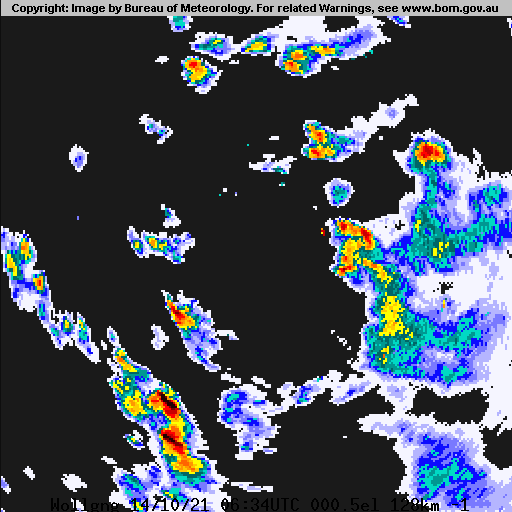 Copyright: Image by Bureau of Meteorology. For related Warnings, see www.bom.gov.au
14/10/21 06:34UTC 000.5el 128km -1